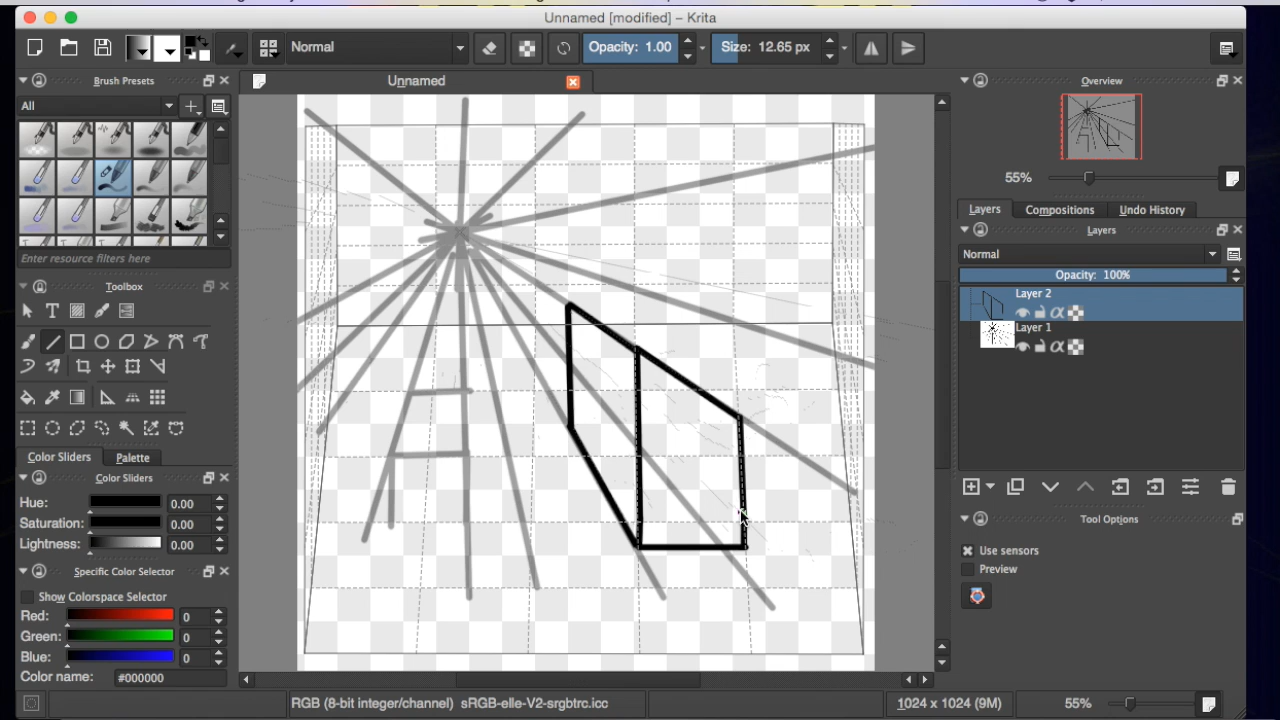 Unnamed [modified] – Krita
Normal
Opacity: 1.00
Size: 12.65 px
Brush Presets
Unnamed
Overview
All
55%
Layers
Compositions
Undo History
Layers
Normal
Enter resource filters here
Opacity: 100%
Toolbox
Layer 2
Layer 1
Color Sliders
Palette
Color Sliders
Hue:
0.00
Saturation:
0.00
Lightness:
0.00
Tool Options
Use sensors
Preview
Specific Color Selector
Show Colorspace Selector
Red:
0
Green:
0
Blue:
0
Color name:
#000000
RGB (8-bit integer/channel) sRGB-elle-V2-srgbtrc.icc
1024 x 1024 (9M)
55%